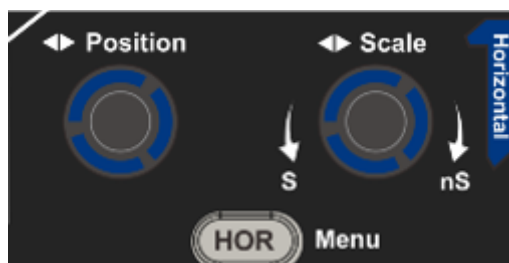 ◀▶ Position
◀▶ Scale
Horizontal
S
nS
HOR
Menu